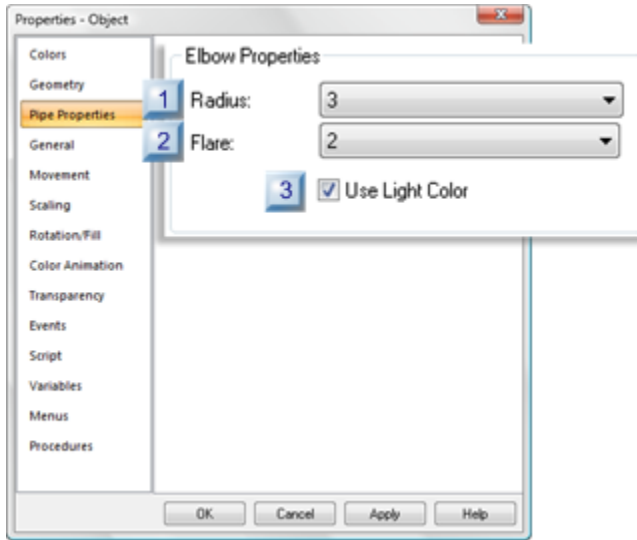 Properties - Object
Colors
Geometry
Pipe Properties
General
Movement
Scaling
Rotation/Fill
Color Animation
Transparency
Events
Script
Variables
Menus
Procedures
Elbow Properties
1 Radius: 3
2 Flare: 2
3 Use Light Color
OK Cancel Apply Help